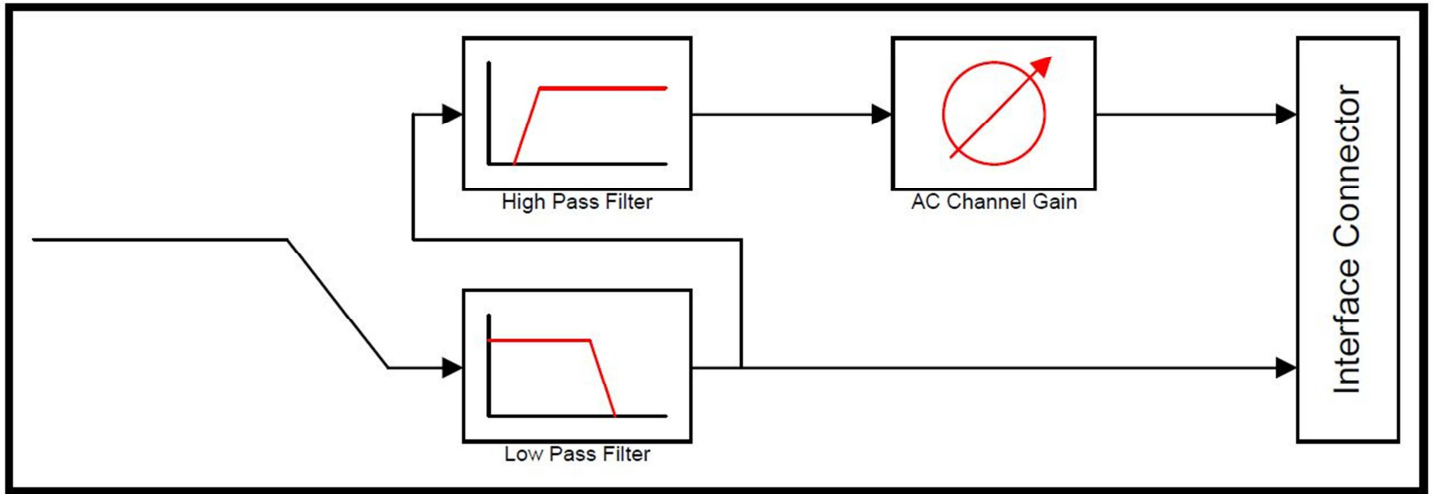 High Pass Filter
AC Channel Gain
Interface Connector
Low Pass Filter